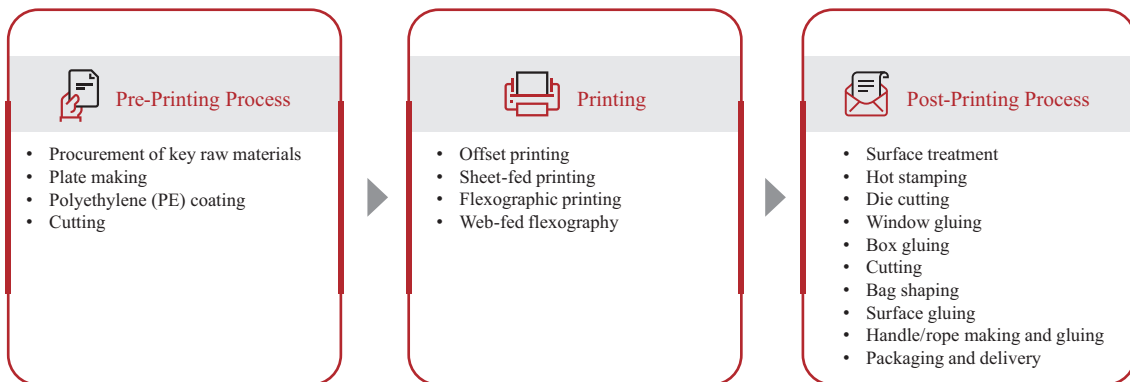 Pre-Printing Process
• Procurement of key raw materials
• Plate making
• Polyethylene (PE) coating
• Cutting
Printing
• Offset printing
• Sheet-fed printing
• Flexographic printing
• Web-fed flexography
Post-Printing Process
• Surface treatment
• Hot stamping
• Die cutting
• Window gluing
• Box gluing
• Cutting
• Bag shaping
• Surface gluing
• Handle/rope making and gluing
• Packaging and delivery